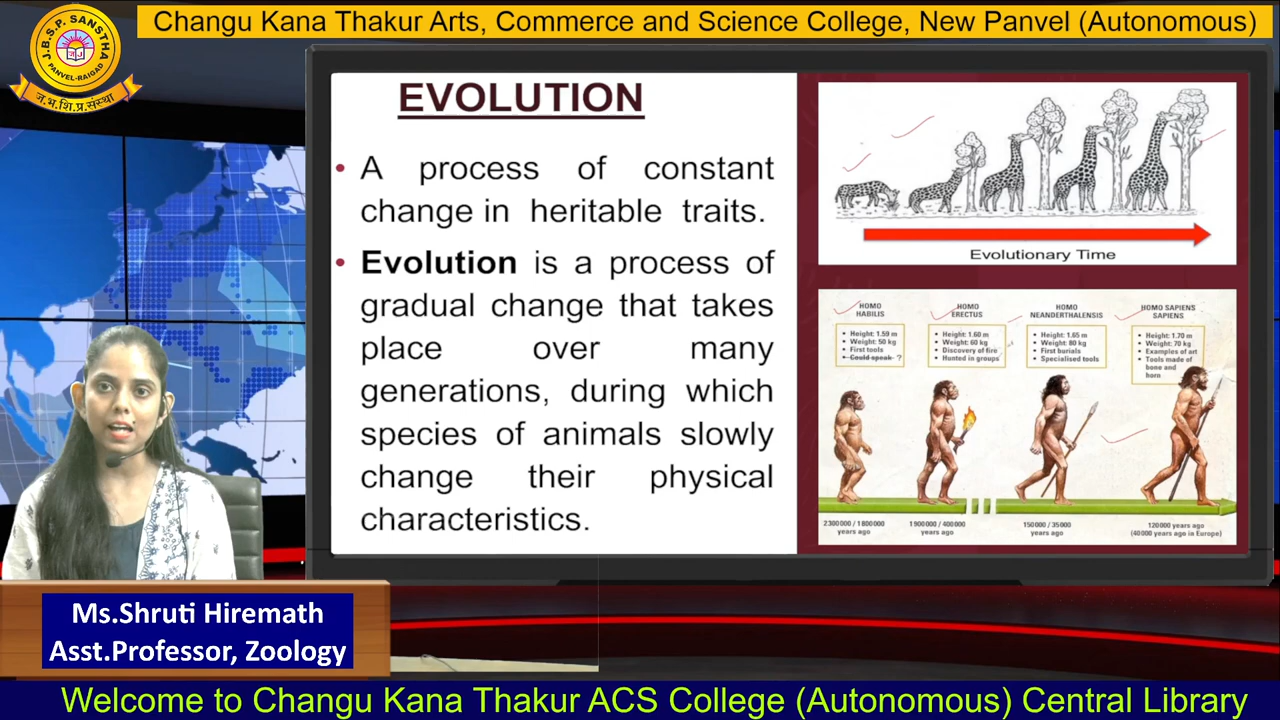 Changu Kana Thakur Arts, Commerce and Science College, New Panvel (Autonomous)
J.B.S.P. SANSTHA
PANVEL-RAIGAD
ज.भ.शि.प्र.संस्था
EVOLUTION
• A process of constant
change in heritable traits.
• Evolution is a process of
gradual change that takes
place over many
generations, during which
species of animals slowly
change their physical
characteristics.
Evolutionary Time
HOMO
HABILIS
• Height: 1.59 m
• Weight: 50 kg
• First tools
• Could speak ?
2300000 / 1800000
years ago
HOMO
ERECTUS
• Height: 1.60 m
• Weight: 60 kg
• Discovery of fire
• Hunted in groups
1900000 / 400000
years ago
HOMO
NEANDERTHALENSIS
• Height: 1.65 m
• Weight: 80 kg
• First burials
• Specialised tools
150000 / 35000
years ago
HOMO SAPIENS
SAPIENS
• Height: 1.70 m
• Weight: 70 kg
• Examples of art
• Tools made of
bone and
horn
120000 years ago
(40000 years ago in Europe)
Ms.Shruti Hiremath
Asst.Professor, Zoology
Welcome to Changu Kana Thakur ACS College (Autonomous) Central Library